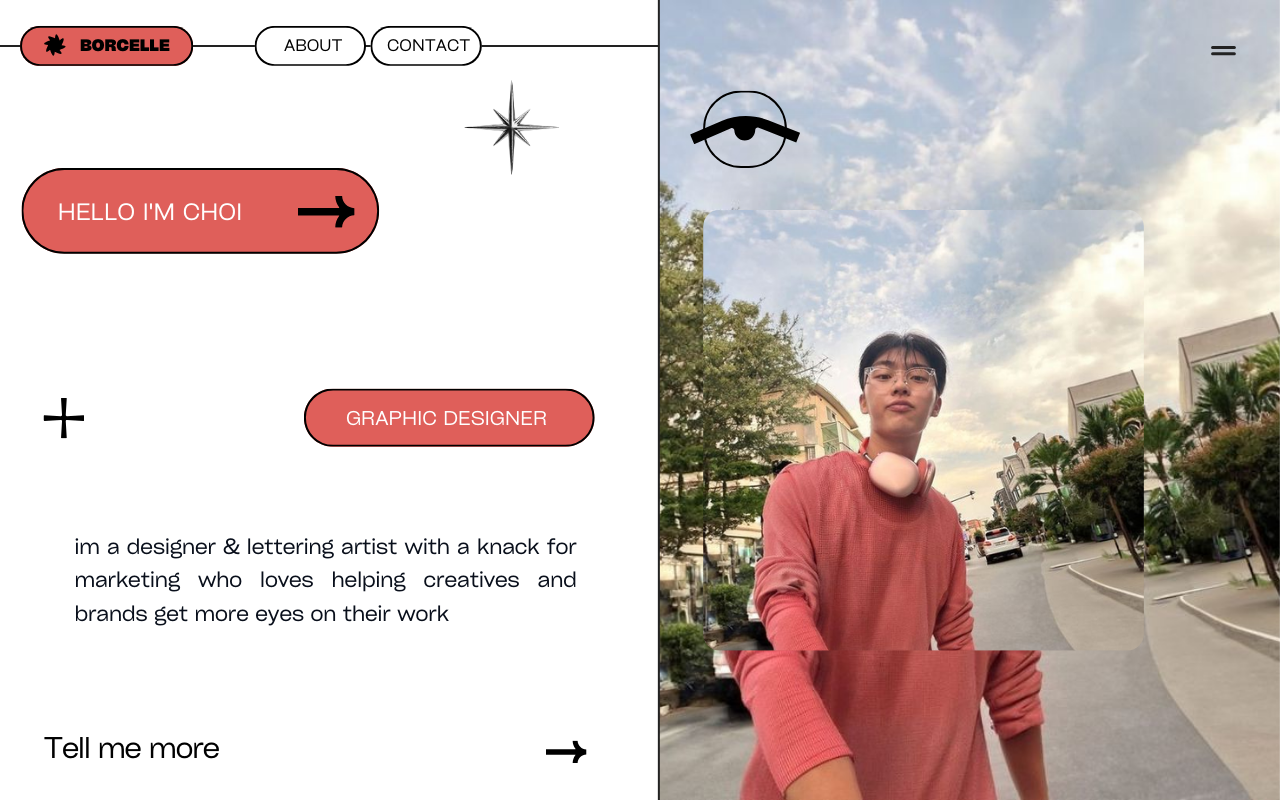 BORCELLE
ABOUT
CONTACT
HELLO I'M CHOI
GRAPHIC DESIGNER
im a designer & lettering artist with a knack for
marketing who loves helping creatives and
brands get more eyes on their work
Tell me more